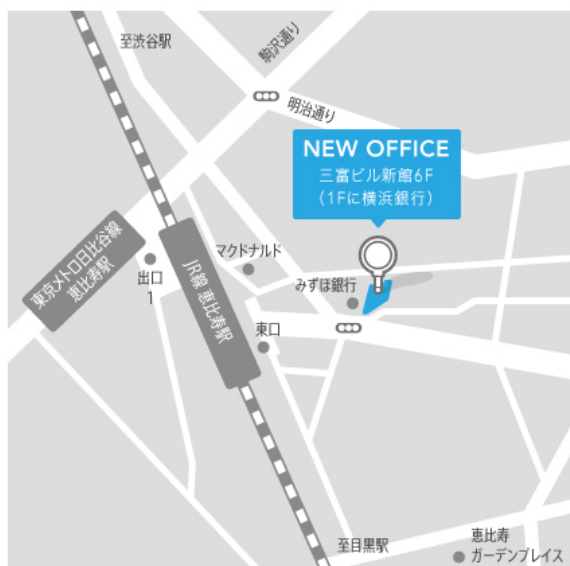 至渋谷駅
駒沢通り
明治通り
NEW OFFICE
三富ビル新館6F
(1Fに横浜銀行)
東京メトロ日比谷線
恵比寿駅
出口
1
JR線 恵比寿駅
マクドナルド
みずほ銀行
東口
至目黒駅
恵比寿
ガーデンプレイス